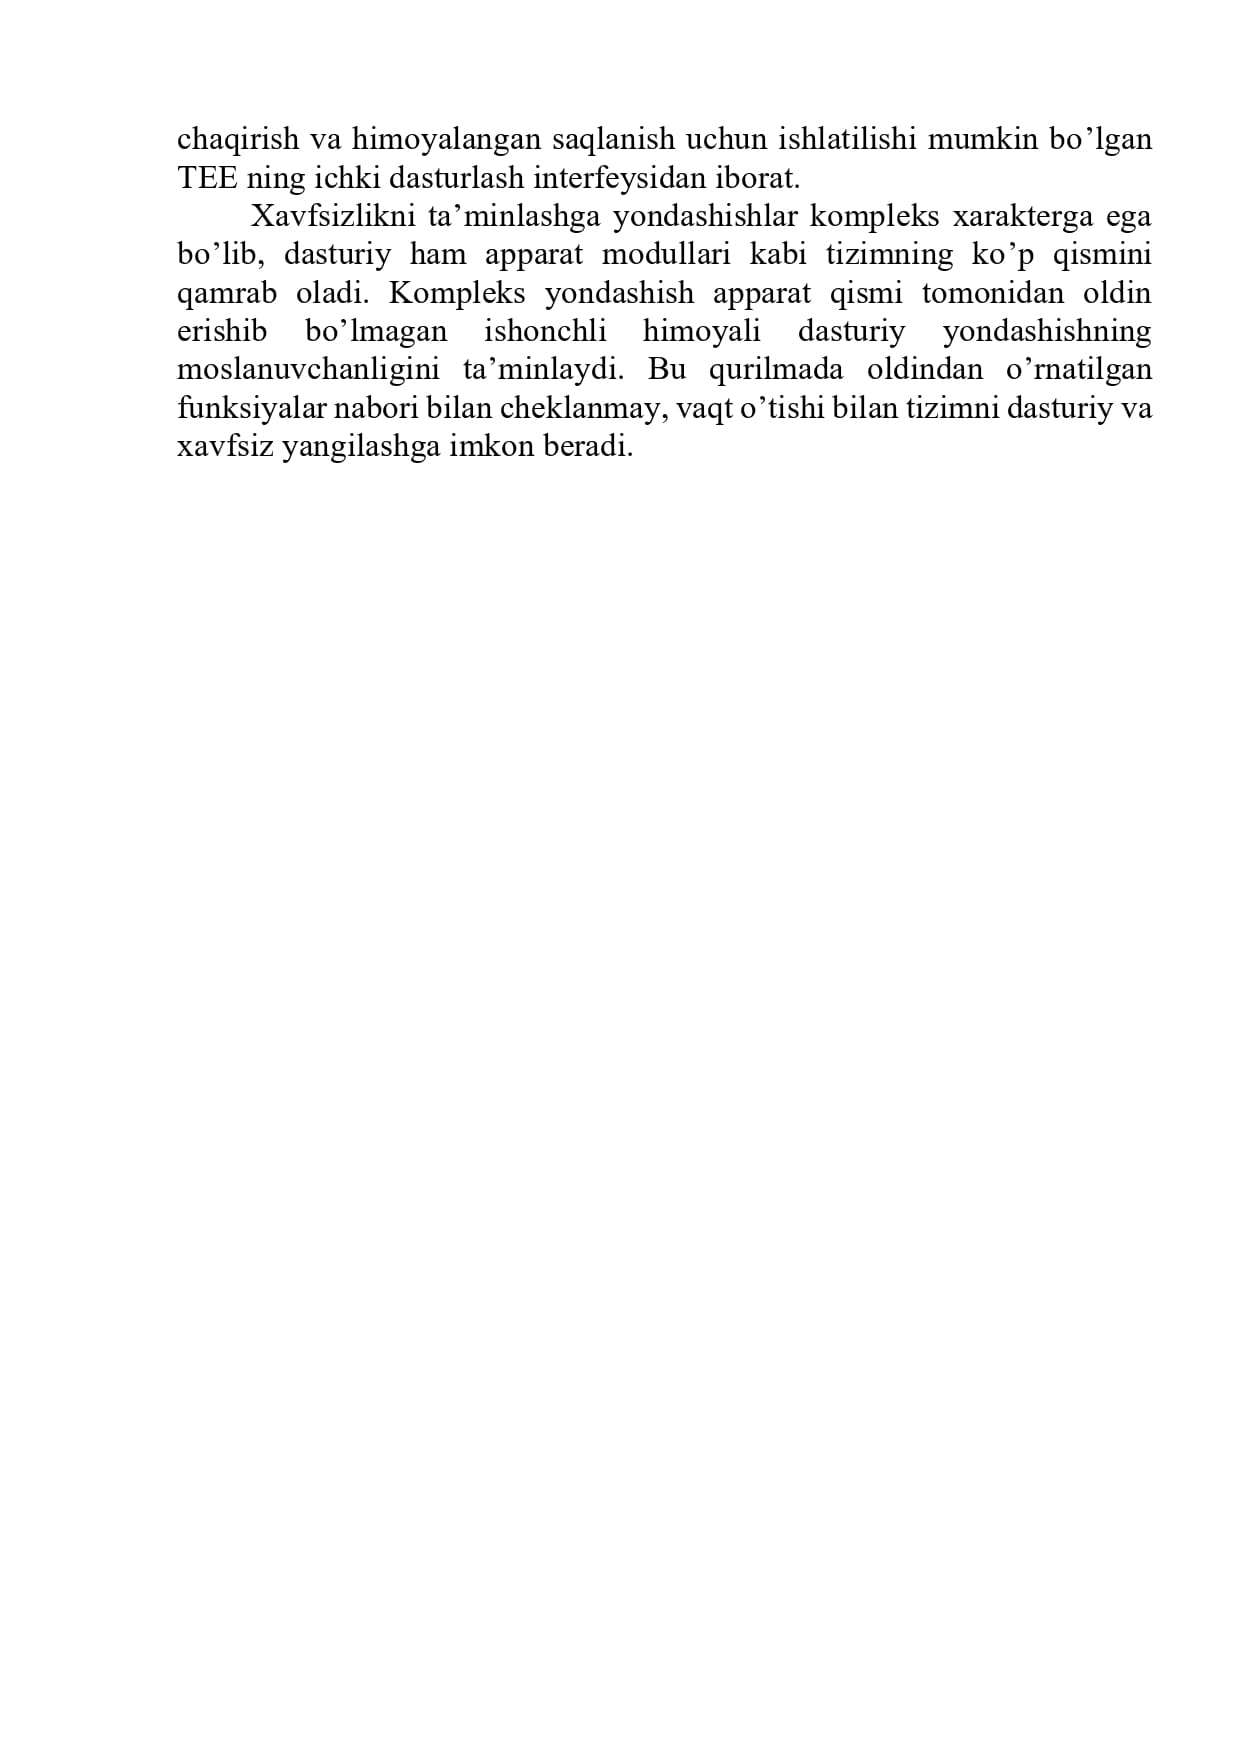 chaqirish va himoyalangan saqlanish uchun ishlatilishi mumkin bo’lgan
TEE ning ichki dasturlash interfeysidan iborat.
Xavfsizlikni ta’minlashga yondashishlar kompleks xarakterga ega
bo’lib, dasturiy ham apparat modullari kabi tizimning ko’p qismini
qamrab oladi. Kompleks yondashish apparat qismi tomonidan oldin
erishib bo’lmagan ishonchli himoyali dasturiy yondashishning
moslanuvchanligini ta’minlaydi. Bu qurilmada oldindan o’rnatilgan
funksiyalar nabori bilan cheklanmay, vaqt o’tishi bilan tizimni dasturiy va
xavfsiz yangilashga imkon beradi.